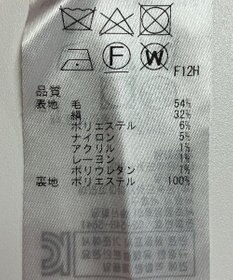 F
W
F12H
品質
表地 毛 54%
絹 32%
ポリエステル 6%
ナイロン 5%
アクリル 1%
レーヨン 1%
ポリウレタン 1%
裏地 ポリエステル 100%